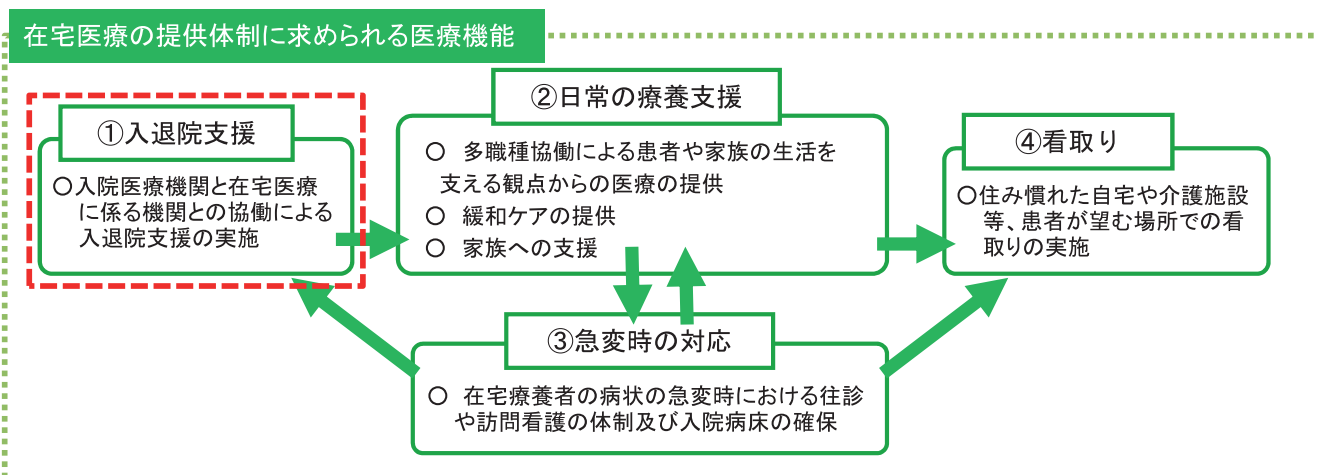 在宅医療の提供体制に求められる医療機能
①入退院支援
○入院医療機関と在宅医療
に係る機関との協働による
入退院支援の実施
②日常の療養支援
○ 多職種協働による患者や家族の生活を
支える観点からの医療の提供
○ 緩和ケアの提供
○ 家族への支援
③急変時の対応
○ 在宅療養者の病状の急変時における往診
や訪問看護の体制及び入院病床の確保
④看取り
○住み慣れた自宅や介護施設
等、患者が望む場所での看
取りの実施